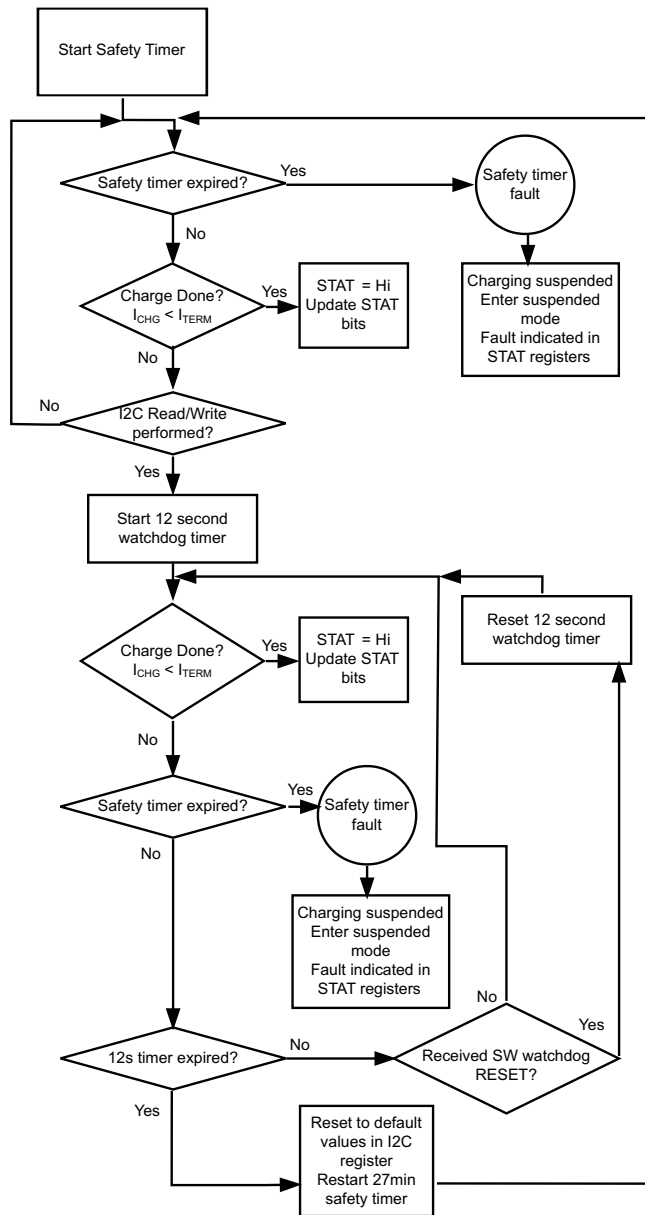 Start Safety Timer
Safety timer expired?
Yes
Safety timer
fault
No
Charge Done?
ICHG < ITERM
Yes
STAT = Hi
Update STAT
bits
Charging suspended
Enter suspended
mode
Fault indicated in
STAT registers
No
No
I2C Read/Write
performed?
Yes
Start 12 second
watchdog timer
Reset 12 second
watchdog timer
Charge Done?
ICHG < ITERM
Yes
STAT = Hi
Update STAT
bits
No
Safety timer expired?
Yes
Safety timer
fault
No
Charging suspended
Enter suspended
mode
Fault indicated in
STAT registers
12s timer expired?
No
Received SW watchdog
RESET?
No
Yes
Yes
Reset to default
values in I2C
register
Restart 27min
safety timer